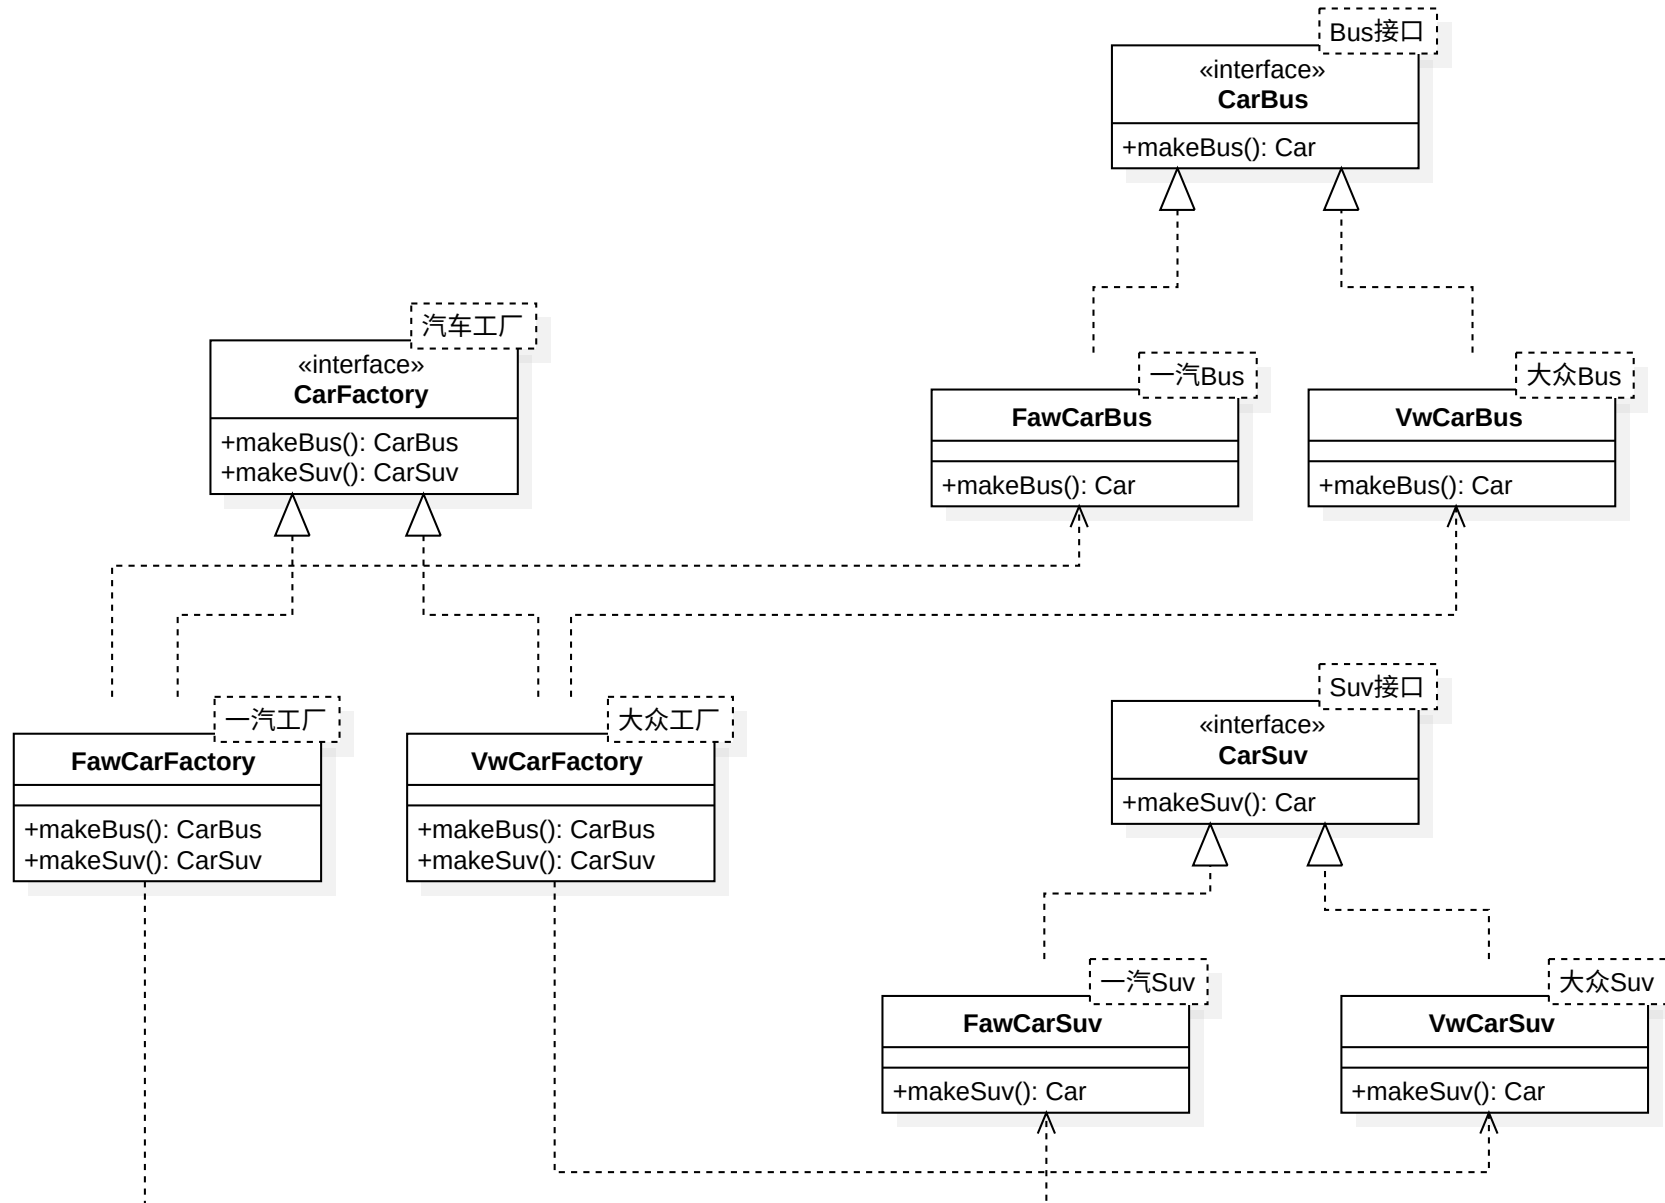 Bus接口
«interface»
CarBus
+makeBus(): Car
汽车工厂
«interface»
CarFactory
+makeBus(): CarBus
+makeSuv(): CarSuv
一汽Bus
FawCarBus
+makeBus(): Car
大众Bus
VwCarBus
+makeBus(): Car
一汽工厂
FawCarFactory
+makeBus(): CarBus
+makeSuv(): CarSuv
大众工厂
VwCarFactory
+makeBus(): CarBus
+makeSuv(): CarSuv
Suv接口
«interface»
CarSuv
+makeSuv(): Car
一汽Suv
FawCarSuv
+makeSuv(): Car
大众Suv
VwCarSuv
+makeSuv(): Car